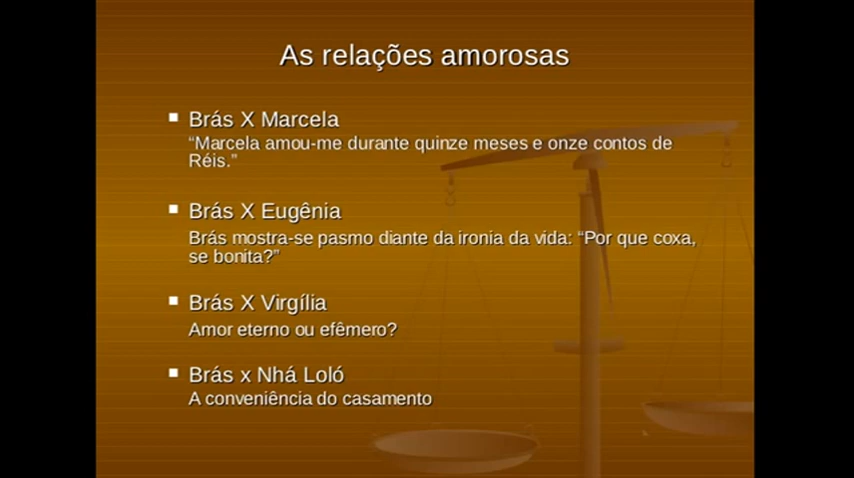 As relações amorosas
Brás X Marcela
“Marcela amou-me durante quinze meses e onze contos de
Réis.”
Brás X Eugênia
Brás mostra-se pasmo diante da ironia da vida: “Por que coxa,
se bonita?”
Brás X Virgília
Amor eterno ou efêmero?
Brás x Nhá Loló
A conveniência do casamento